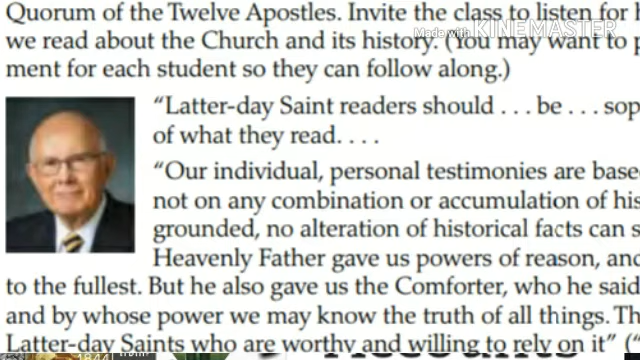 Quorum of the Twelve Apostles. Invite the class to listen for
Made with KINEMASTER
we read about the Church and its history. (You may want to
ment for each student so they can follow along.)
“Latter-day Saint readers should . . . be . . . sop
of what they read. . . .
“Our individual, personal testimonies are base
not on any combination or accumulation of his
grounded, no alteration of historical facts can s
Heavenly Father gave us powers of reason, and
to the fullest. But he also gave us the Comforter, who he said
and by whose power we may know the truth of all things. Th
Latter-day Saints who are worthy and willing to rely on it” (
1844